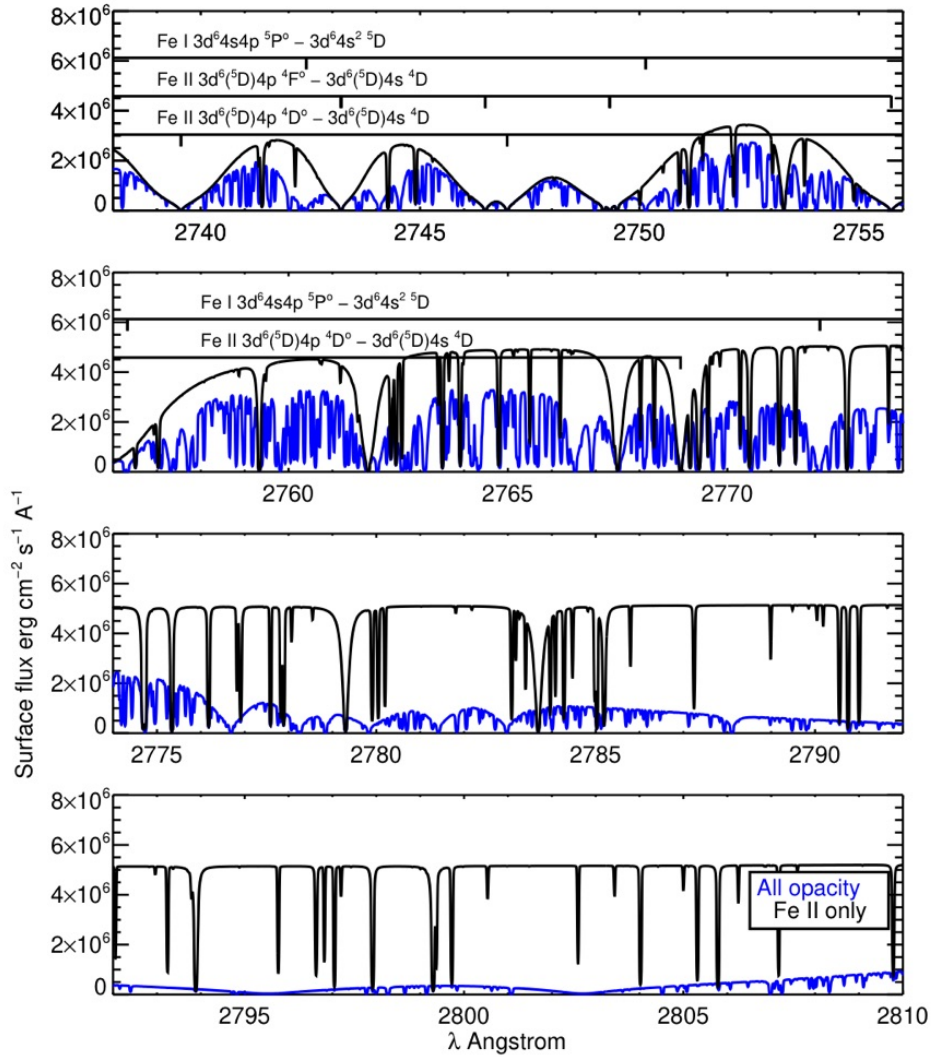 8×10⁶
Fe I 3d⁶4s4p ⁵Pᵒ – 3d⁶4s² ⁵D
6×10⁶
Fe II 3d⁶(⁵D)4p ⁴Fᵒ – 3d⁶(⁵D)4s ⁴D
4×10⁶
Fe II 3d⁶(⁵D)4p ⁴Dᵒ – 3d⁶(⁵D)4s ⁴D
2×10⁶
0
2740 2745 2750 2755
8×10⁶
Fe I 3d⁶4s4p ⁵Pᵒ – 3d⁶4s² ⁵D
6×10⁶
Fe II 3d⁶(⁵D)4p ⁴Dᵒ – 3d⁶(⁵D)4s ⁴D
4×10⁶
2×10⁶
0
2760 2765 2770
Surface flux erg cm⁻² s⁻¹ A⁻¹
8×10⁶
6×10⁶
4×10⁶
2×10⁶
0
2775 2780 2785 2790
8×10⁶
6×10⁶
4×10⁶
All opacity
Fe II only
2×10⁶
0
2795 2800 2805 2810
λ Angstrom